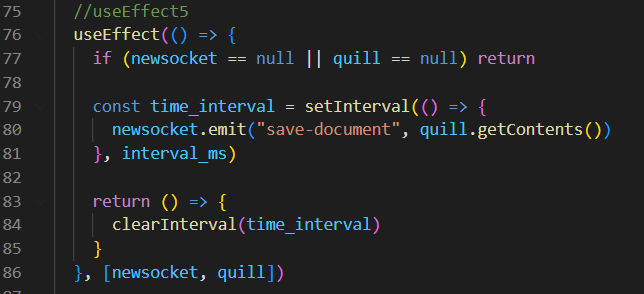 75 //useEffect5
76 useEffect(() => {
77 if (newsocket == null || quill == null) return
78
79 const time_interval = setInterval(() => {
80 newsocket.emit("save-document", quill.getContents())
81 }, interval_ms)
82
83 return () => {
84 clearInterval(time_interval)
85 }
86 }, [newsocket, quill])